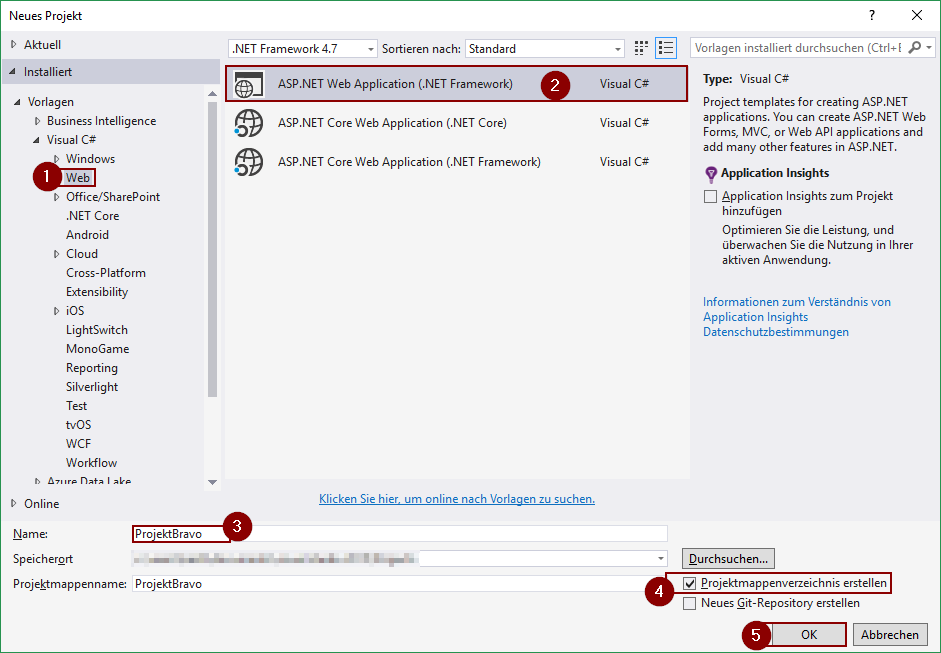 Neues Projekt
?
Aktuell
Installiert
Vorlagen
Business Intelligence
Visual C#
Windows
1
Web
Office/SharePoint
.NET Core
Android
Cloud
Cross-Platform
Extensibility
iOS
LightSwitch
MonoGame
Reporting
Silverlight
Test
tvOS
WCF
Workflow
Azure Data Lake
Online
.NET Framework 4.7
Sortieren nach: Standard
ASP.NET Web Application (.NET Framework) 2 Visual C#
ASP.NET Core Web Application (.NET Core) Visual C#
ASP.NET Core Web Application (.NET Framework) Visual C#
Klicken Sie hier, um online nach Vorlagen zu suchen.
Vorlagen installiert durchsuchen (Ctrl+E
Type: Visual C#
Project templates for creating ASP.NET
applications. You can create ASP.NET Web
Forms, MVC, or Web API applications and
add many other features in ASP.NET.
Application Insights
Application Insights zum Projekt
hinzufügen
Optimieren Sie die Leistung, und
überwachen Sie die Nutzung in Ihrer
aktiven Anwendung.
Informationen zum Verständnis von
Application Insights
Datenschutzbestimmungen
Name: ProjektBravo 3
Speicherort
Durchsuchen...
Projektmappenname: ProjektBravo
4 Projektmappenverzeichnis erstellen
Neues Git-Repository erstellen
5 OK Abbrechen